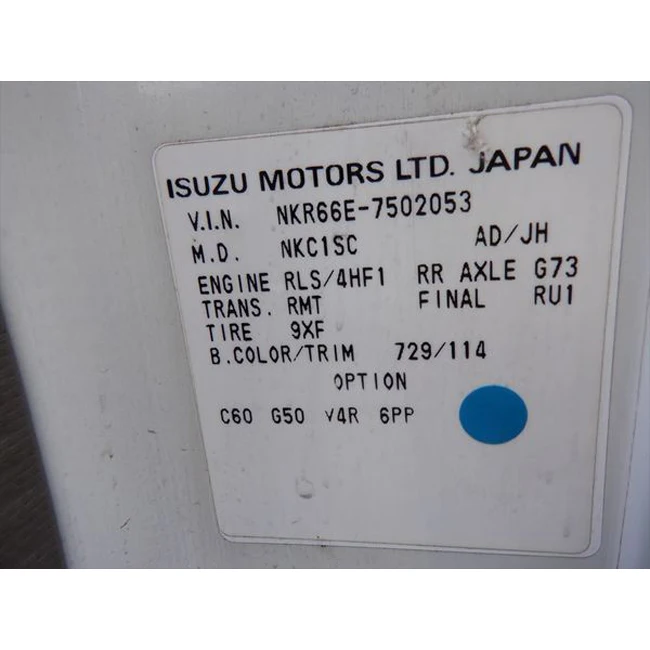 ISUZU MOTORS LTD. JAPAN
V.I.N. NKR66E-7502053
M.D. NKC1SC AD/JH
ENGINE RLS/4HF1 RR AXLE G73
TRANS. RMT FINAL RU1
TIRE 9XF
B.COLOR/TRIM 729/114
OPTION
C60 G50 V4R 6PP